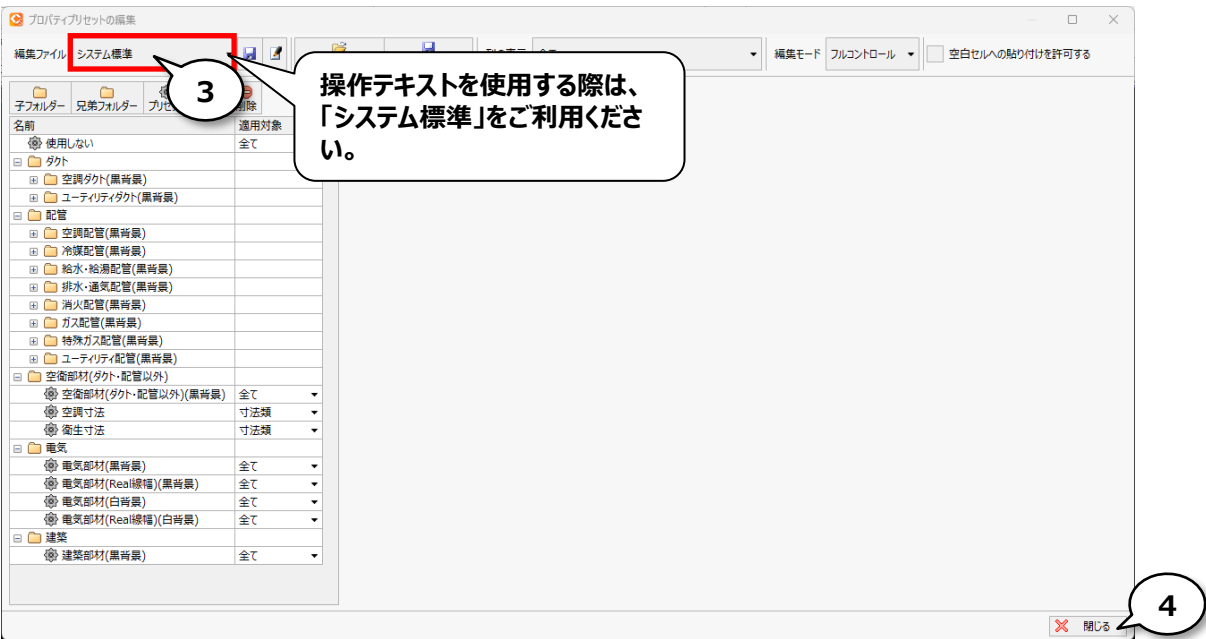 プロパティプリセットの編集
編集ファイル システム標準
編集モード フルコントロール 空白セルへの貼り付けを許可する
3
操作テキストを使用する際は、
「システム標準」をご利用くださ
い。
子フォルダー 兄弟フォルダー
名前 適用対象
使用しない 全て
ダクト
空調ダクト(黒背景)
ユーティリティダクト(黒背景)
配管
空調配管(黒背景)
冷媒配管(黒背景)
給水・給湯配管(黒背景)
排水・通気配管(黒背景)
消火配管(黒背景)
ガス配管(黒背景)
特殊ガス配管(黒背景)
ユーティリティ配管(黒背景)
空衛部材(ダクト・配管以外)
空衛部材(ダクト・配管以外)(黒背景) 全て
空調寸法 寸法類
衛生寸法 寸法類
電気
電気部材(黒背景) 全て
電気部材(Real線幅)(黒背景) 全て
電気部材(白背景) 全て
電気部材(Real線幅)(白背景) 全て
建築
建築部材(黒背景) 全て
4
閉じる